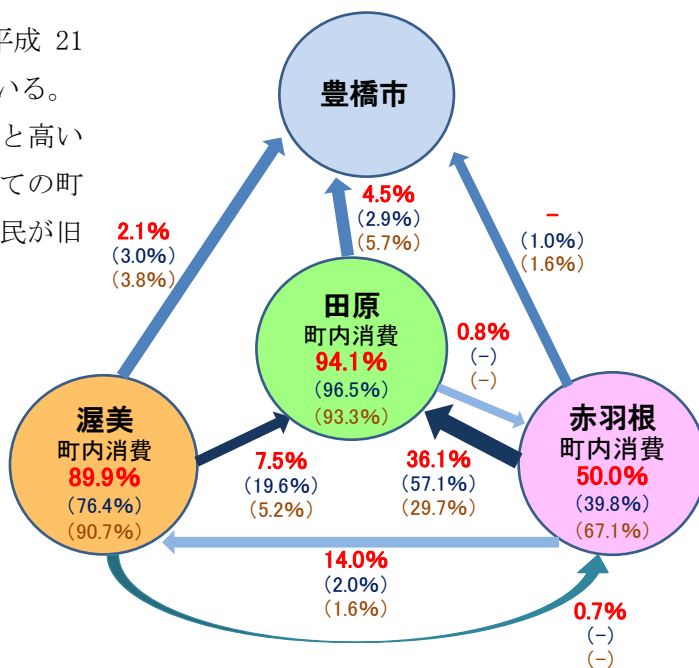 平成 21
いる。
と高い
ての町
民が旧
豊橋市
2.1%
（3.0%）
（3.8%）
4.5%
（2.9%）
（5.7%）
−
（1.0%）
（1.6%）
田原
町内消費
94.1%
（96.5%）
（93.3%）
0.8%
（−）
（−）
渥美
町内消費
89.9%
（76.4%）
（90.7%）
7.5%
（19.6%）
（5.2%）
36.1%
（57.1%）
（29.7%）
赤羽根
町内消費
50.0%
（39.8%）
（67.1%）
14.0%
（2.0%）
（1.6%）
0.7%
（−）
（−）